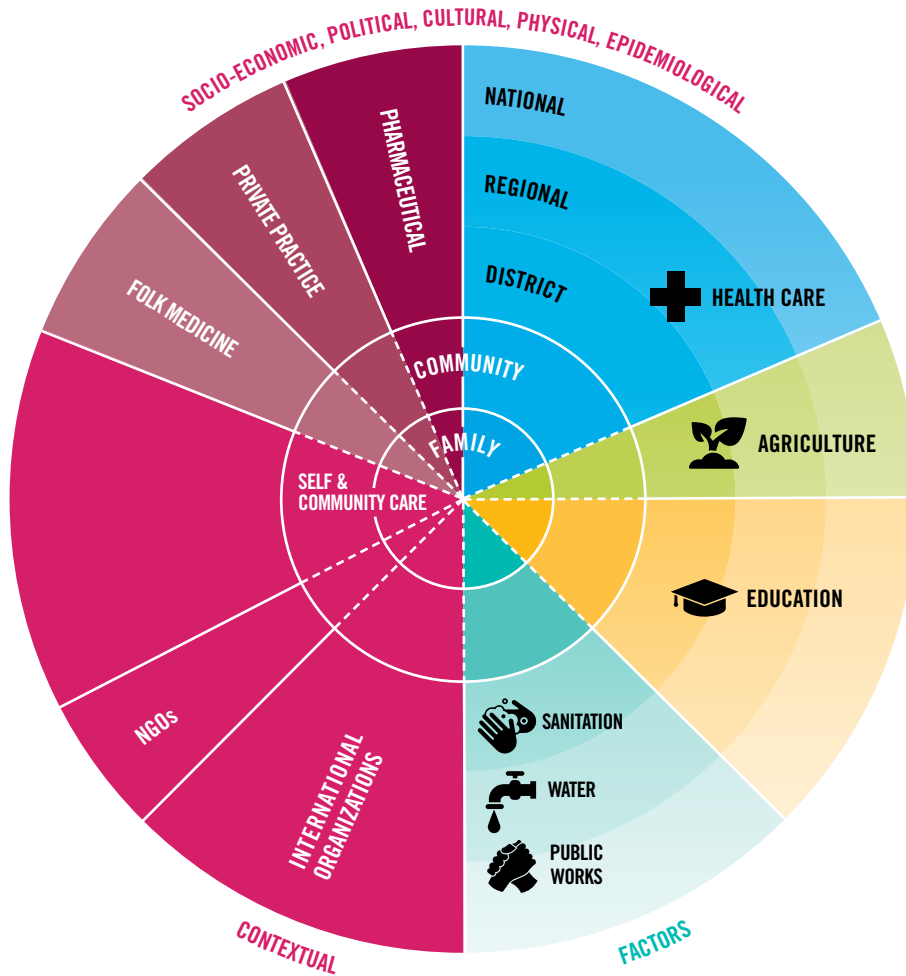 SOCIO-ECONOMIC, POLITICAL, CULTURAL, PHYSICAL, EPIDEMIOLOGICAL
PHARMACEUTICAL
PRIVATE PRACTICE
FOLK MEDICINE
NATIONAL
REGIONAL
DISTRICT
HEALTH CARE
COMMUNITY
FAMILY
AGRICULTURE
SELF &
COMMUNITY CARE
EDUCATION
NGOs
INTERNATIONAL
ORGANIZATIONS
SANITATION
WATER
PUBLIC
WORKS
CONTEXTUAL
FACTORS